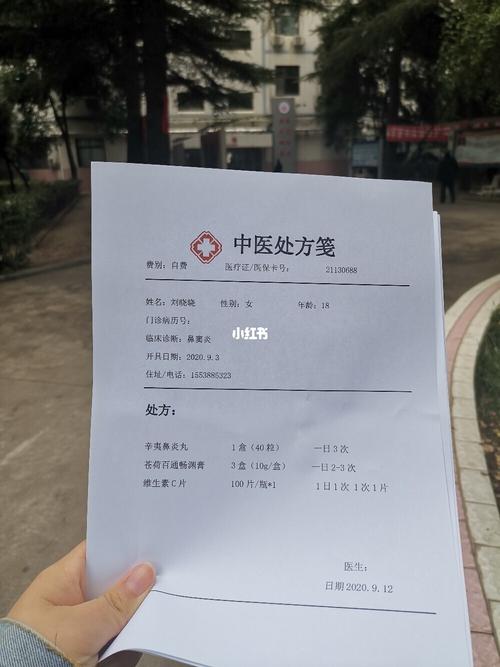 中医处方笺
费别：自费 医疗证/医保卡号： 21130688
姓名：刘晓晓 性别：女 年龄：18
门诊病历号：
临床诊断：鼻窦炎
小红书
开具日期：2020.9.3
住址/电话：1553885323
处方：
辛夷鼻炎丸 1盒（40粒） 一日3次
苍荷百通畅渊膏 3盒（10g/盒） 一日2-3次
维生素C片 100片/瓶*1 1日1次 1次1片
医生：
日期2020.9.12